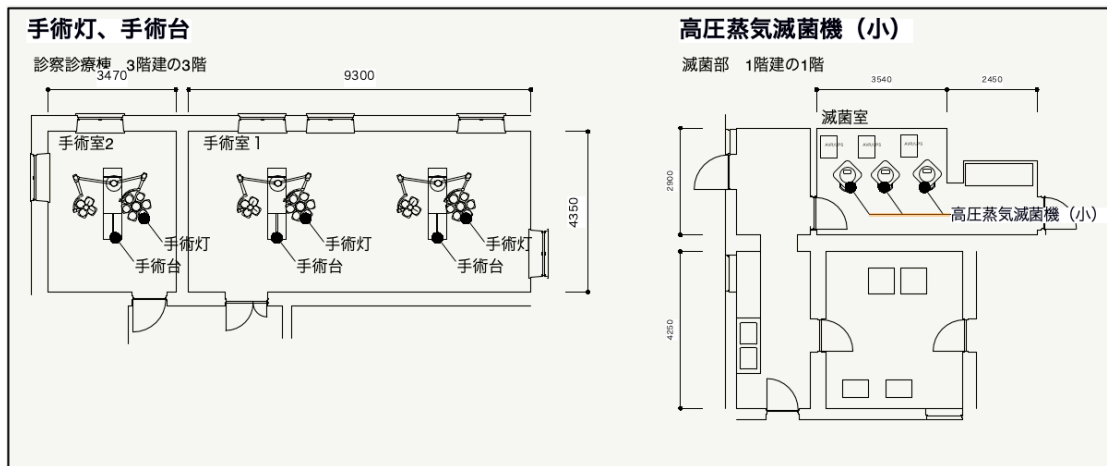 手術灯、手術台
診察診療棟　3階建の3階
3470
9300
手術室2
手術室1
4350
手術灯
手術台
手術灯
手術台
手術灯
手術台
高圧蒸気滅菌機（小）
滅菌部　1階建の1階
3540
2450
滅菌室
2900
高圧蒸気滅菌機（小）
4250